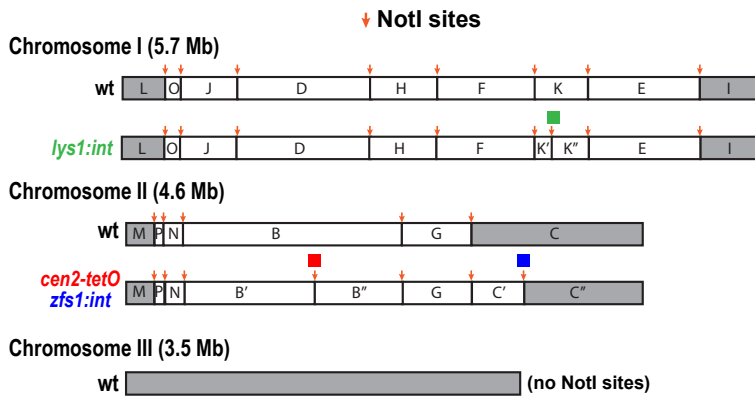 NotI sites
Chromosome I (5.7 Mb)
wt L O J D H F K E I
lys1:int L O J D H F K' K" E I
Chromosome II (4.6 Mb)
wt M P N B G C
cen2-tetO
zfs1:int M P N B' B" G C' C"
Chromosome III (3.5 Mb)
wt (no NotI sites)